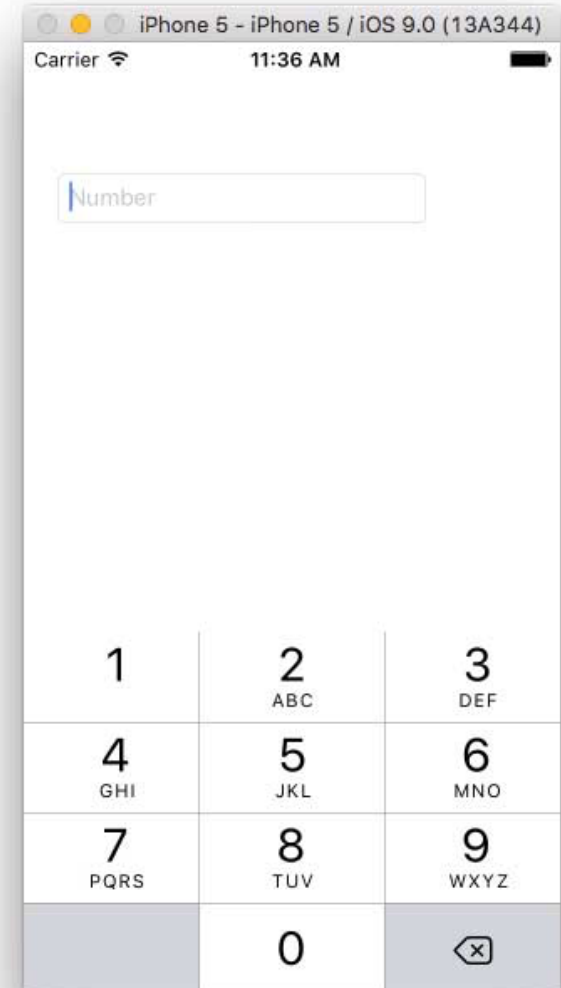 iPhone 5 - iPhone 5 / iOS 9.0 (13A344)
Carrier 11:36 AM
Number
1 2 3
ABC DEF
4 5 6
GHI JKL MNO
7 8 9
PQRS TUV WXYZ
0